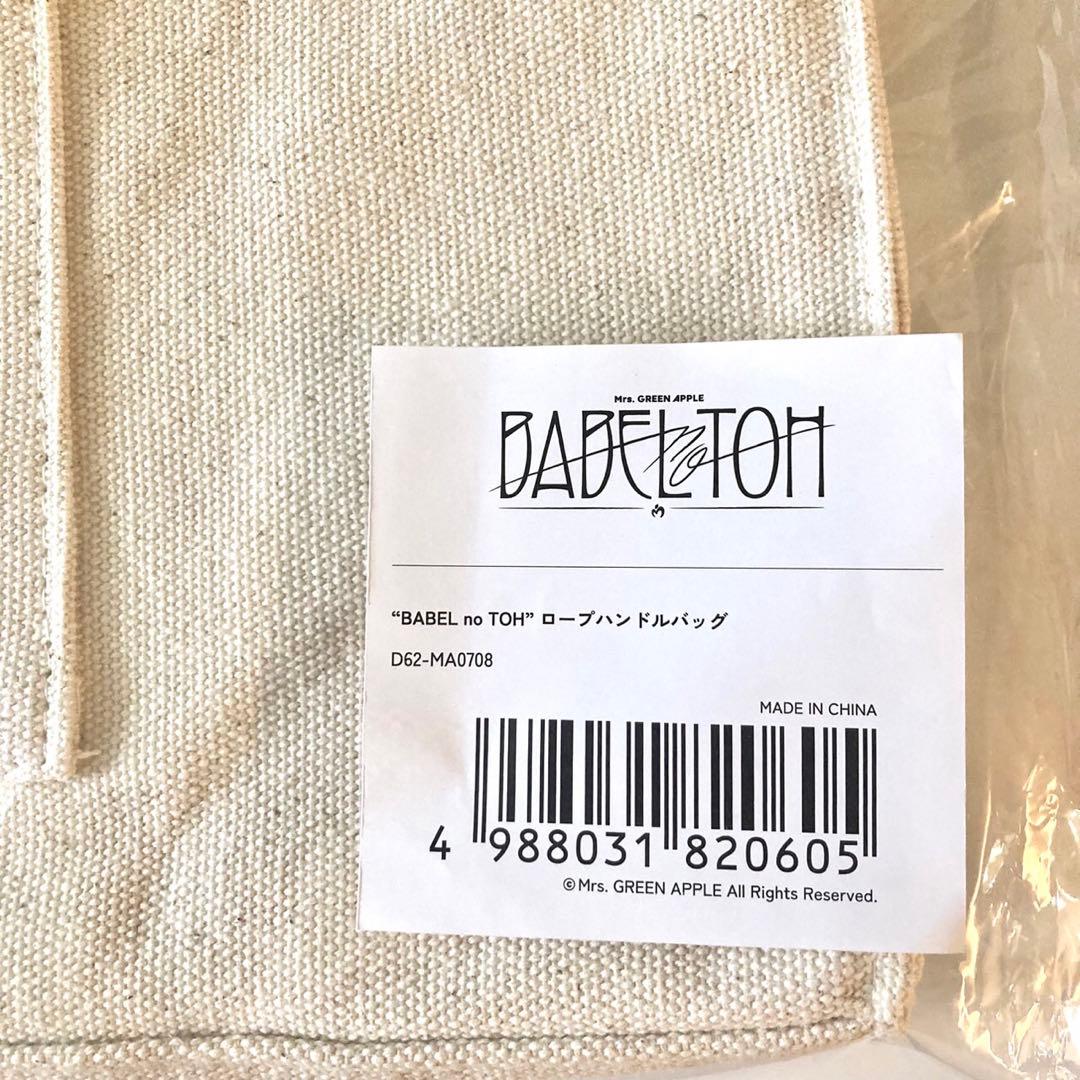 Mrs. GREEN APPLE
BABEL no TOH
“BABEL no TOH” ロープハンドルバッグ
D62-MA0708
MADE IN CHINA
4 988031 820605
©Mrs. GREEN APPLE All Rights Reserved.